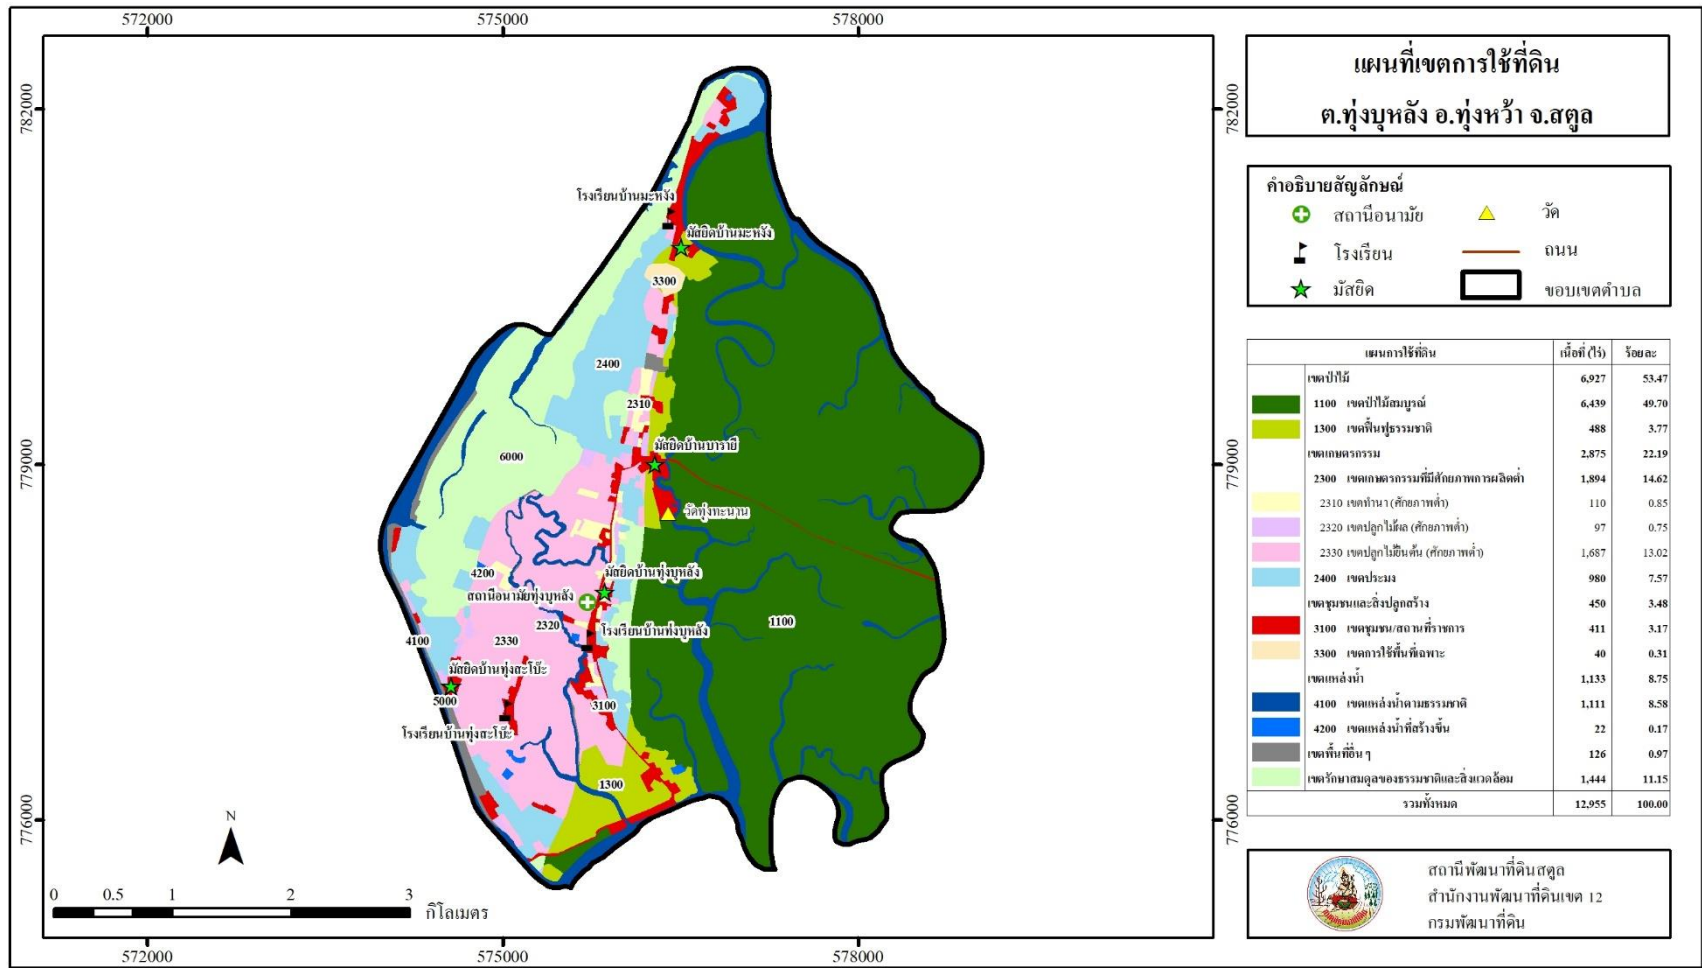 572000
575000
578000
782000
782000
779000
779000
776000
776000
572000
575000
578000
โรงเรียนบ้านมะหงัง
มัสยิดบ้านมะหงัง
3300
2400
2310
มัสยิดบ้านบารายี
6000
วัดทุ่งทะนาน
4200
มัสยิดบ้านทุ่งบุหลัง
สถานีอนามัยทุ่งบุหลัง
2320
โรงเรียนบ้านทุ่งบุหลัง
1100
4100
2330
มัสยิดบ้านทุ่งสะโบ๊ะ
5000
3100
โรงเรียนบ้านทุ่งสะโบ๊ะ
1300
N
0 0.5 1 2 3
กิโลเมตร
แผนที่เขตการใช้ที่ดิน
ต.ทุ่งบุหลัง อ.ทุ่งหว้า จ.สตูล
คำอธิบายสัญลักษณ์
สถานีอนามัย วัด
โรงเรียน ถนน
มัสยิด ขอบเขตตำบล
แผนการใช้ที่ดิน เนื้อที่ (ไร่) ร้อยละ
เขตป่าไม้ 6,927 53.47
1100 เขตป่าไม้สมบูรณ์ 6,439 49.70
1300 เขตฟื้นฟูธรรมชาติ 488 3.77
เขตเกษตรกรรม 2,875 22.19
2300 เขตเกษตรกรรมที่มีศักยภาพการผลิตต่ำ 1,894 14.62
2310 เขตทำนา (ศักยภาพต่ำ) 110 0.85
2320 เขตปลูกไม้ผล (ศักยภาพต่ำ) 97 0.75
2330 เขตปลูกไม้ยืนต้น (ศักยภาพต่ำ) 1,687 13.02
2400 เขตประมง 980 7.57
เขตชุมชนและสิ่งปลูกสร้าง 450 3.48
3100 เขตชุมชน/สถานที่ราชการ 411 3.17
3300 เขตการใช้พื้นที่เฉพาะ 40 0.31
เขตแหล่งน้ำ 1,133 8.75
4100 เขตแหล่งน้ำตามธรรมชาติ 1,111 8.58
4200 เขตแหล่งน้ำที่สร้างขึ้น 22 0.17
เขตพื้นที่อื่น ๆ 126 0.97
เขตรักษาสมดุลของธรรมชาติและสิ่งแวดล้อม 1,444 11.15
รวมทั้งหมด 12,955 100.00
สถานีพัฒนาที่ดินสตูล
สำนักงานพัฒนาที่ดินเขต 12
กรมพัฒนาที่ดิน